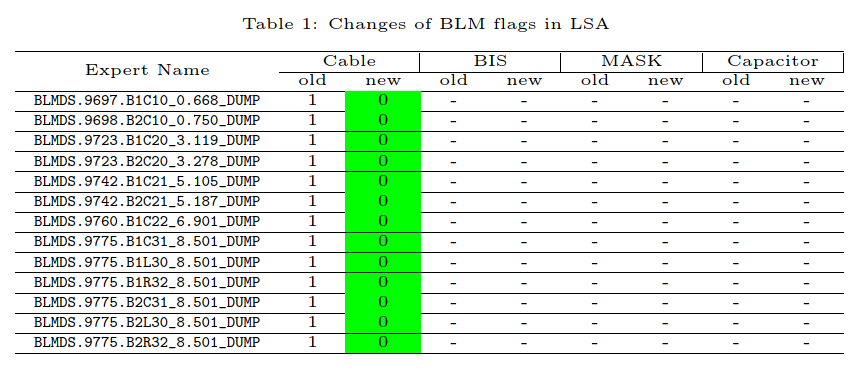 Table 1: Changes of BLM flags in LSA
Expert Name Cable BIS MASK Capacitor
old new old new old new old new
BLMDS.9697.B1C10_0.668_DUMP 1 0 - - - - - -
BLMDS.9698.B2C10_0.750_DUMP 1 0 - - - - - -
BLMDS.9723.B1C20_3.119_DUMP 1 0 - - - - - -
BLMDS.9723.B2C20_3.278_DUMP 1 0 - - - - - -
BLMDS.9742.B1C21_5.105_DUMP 1 0 - - - - - -
BLMDS.9742.B2C21_5.187_DUMP 1 0 - - - - - -
BLMDS.9760.B1C22_6.901_DUMP 1 0 - - - - - -
BLMDS.9775.B1C31_8.501_DUMP 1 0 - - - - - -
BLMDS.9775.B1L30_8.501_DUMP 1 0 - - - - - -
BLMDS.9775.B1R32_8.501_DUMP 1 0 - - - - - -
BLMDS.9775.B2C31_8.501_DUMP 1 0 - - - - - -
BLMDS.9775.B2L30_8.501_DUMP 1 0 - - - - - -
BLMDS.9775.B2R32_8.501_DUMP 1 0 - - - - - -